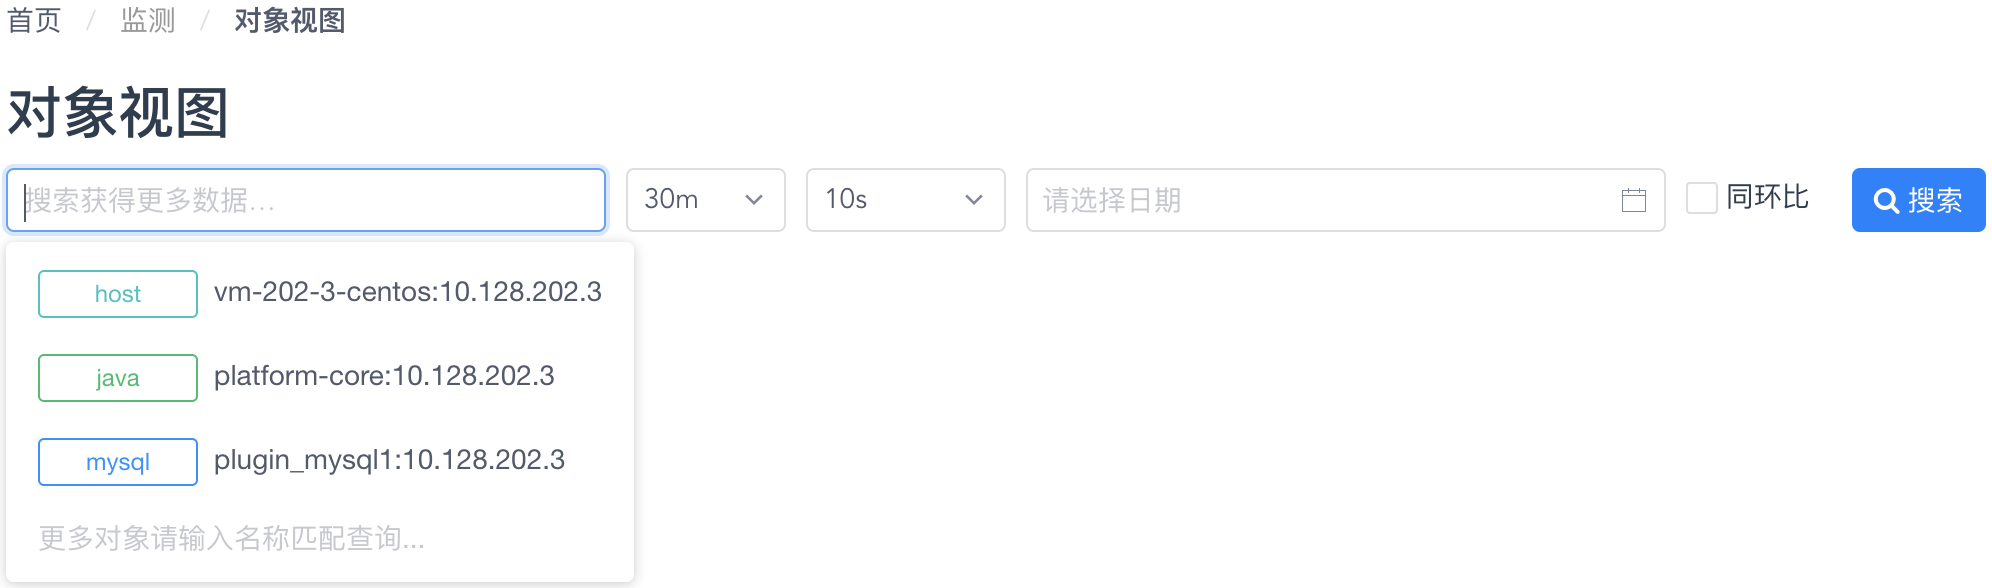 首页 / 监测 / 对象视图
对象视图
搜索获得更多数据... 30m 10s 请选择日期 同环比 搜索
host vm-202-3-centos:10.128.202.3
java platform-core:10.128.202.3
mysql plugin_mysql1:10.128.202.3
更多对象请输入名称匹配查询...